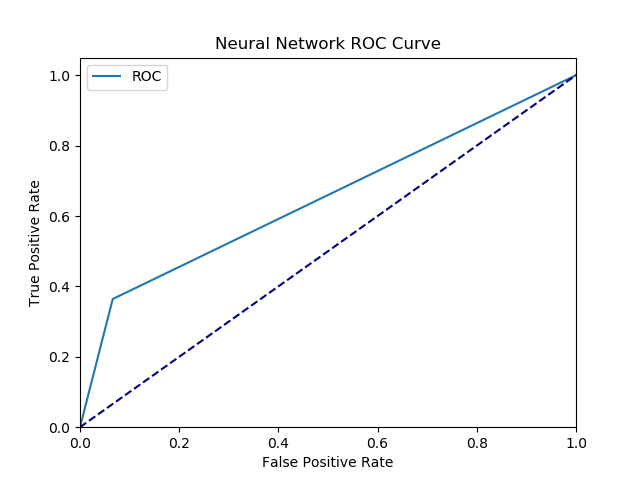 Neural Network ROC Curve
ROC
1.0
0.8
0.6
0.4
0.2
0.0
True Positive Rate
0.0 0.2 0.4 0.6 0.8 1.0
False Positive Rate